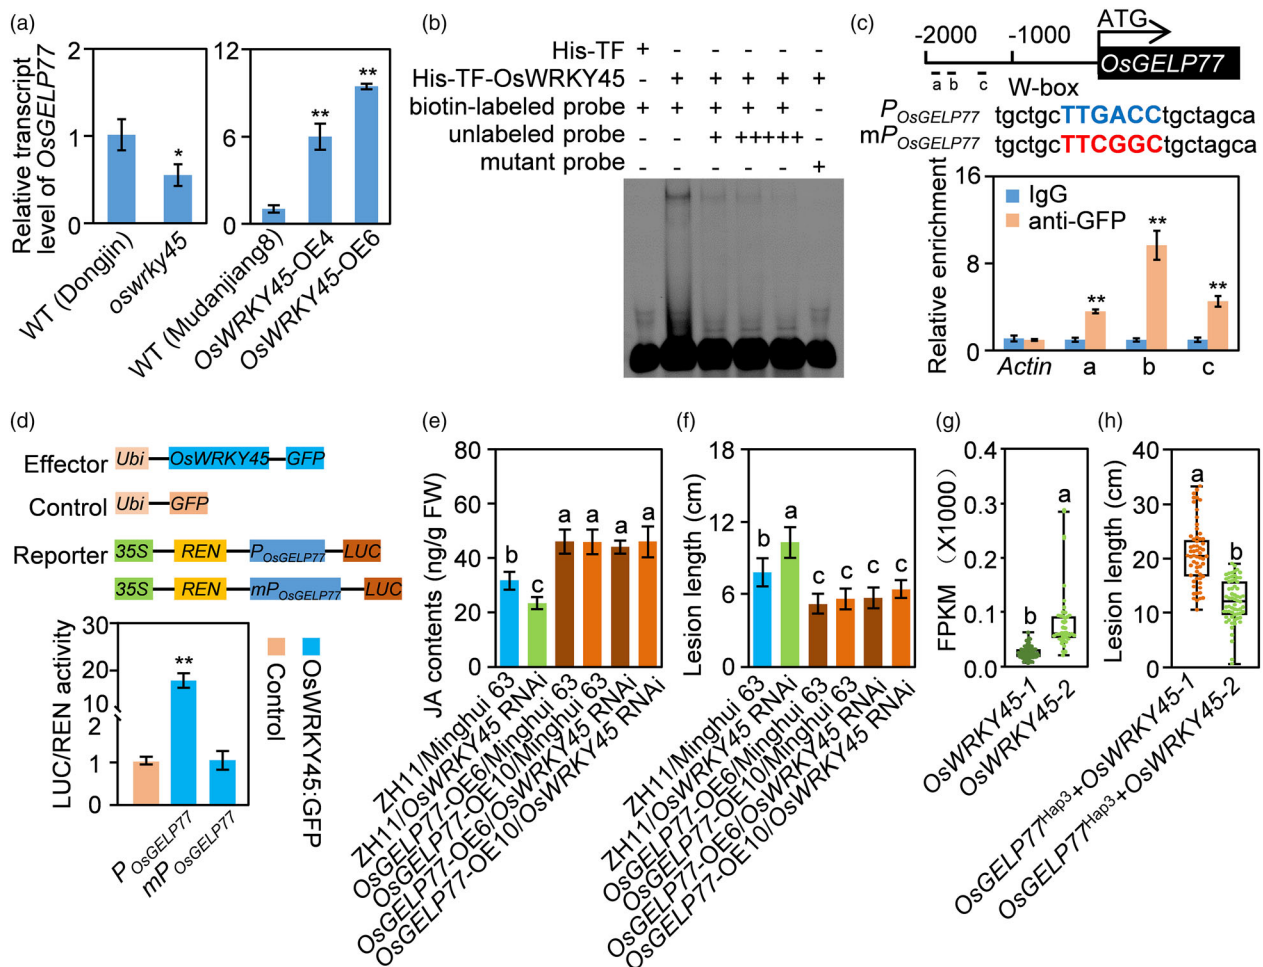 (a)
Relative transcript
level of OsGELP77
2
1
0
12
6
0
WT (Dongjin)
oswrky45
WT (Mudanjiang8)
OsWRKY45-OE4
OsWRKY45-OE6
*
**
**
(b)
His-TF + - - - - -
His-TF-OsWRKY45 - + + + + +
biotin-labeled probe + + + + + -
unlabeled probe - - + ++ +++ -
mutant probe - - - - - +
(c)
ATG
-2000 -1000
OsGELP77
a b c
W-box
POsGELP77 tgctgcTTGACCtgctagca
mPOsGELP77 tgctgcTTCGGCtgctagca
Relative enrichment
16
8
0
IgG
anti-GFP
**
**
**
Actin a b c
(d)
Effector Ubi OsWRKY45 GFP
Control Ubi GFP
Reporter 35S REN POsGELP77 LUC
35S REN mPOsGELP77 LUC
LUC/REN activity
30
20
10
2
1
0
**
POsGELP77
mPOsGELP77
Control
OsWRKY45:GFP
(e)
JA contents (ng/g FW)
80
60
40
20
0
b c a a a a
ZH11/Minghui 63
ZH11/OsWRKY45 RNAi
OsGELP77-OE6/Minghui 63
OsGELP77-OE10/Minghui 63
OsGELP77-OE6/OsWRKY45 RNAi
OsGELP77-OE10/OsWRKY45 RNAi
(f)
Lesion length (cm)
18
12
6
0
b a c c c c
ZH11/Minghui 63
ZH11/OsWRKY45 RNAi
OsGELP77-OE6/Minghui 63
OsGELP77-OE10/Minghui 63
OsGELP77-OE6/OsWRKY45 RNAi
OsGELP77-OE10/OsWRKY45 RNAi
(g)
FPKM (X1000)
0.4
0.3
0.2
0.1
0.0
b a
OsWRKY45-1
OsWRKY45-2
(h)
Lesion length (cm)
40
30
20
10
0
a b
OsGELP77Hap3+OsWRKY45-1
OsGELP77Hap3+OsWRKY45-2